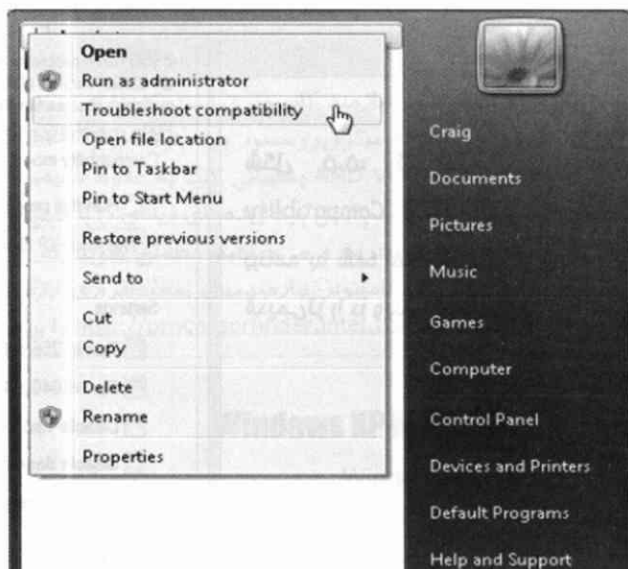 Open
Run as administrator
Troubleshoot compatibility
Open file location
Pin to Taskbar
Pin to Start Menu
Restore previous versions
Send to
Cut
Copy
Delete
Rename
Properties
Craig
Documents
Pictures
Music
Games
Computer
Control Panel
Devices and Printers
Default Programs
Help and Support